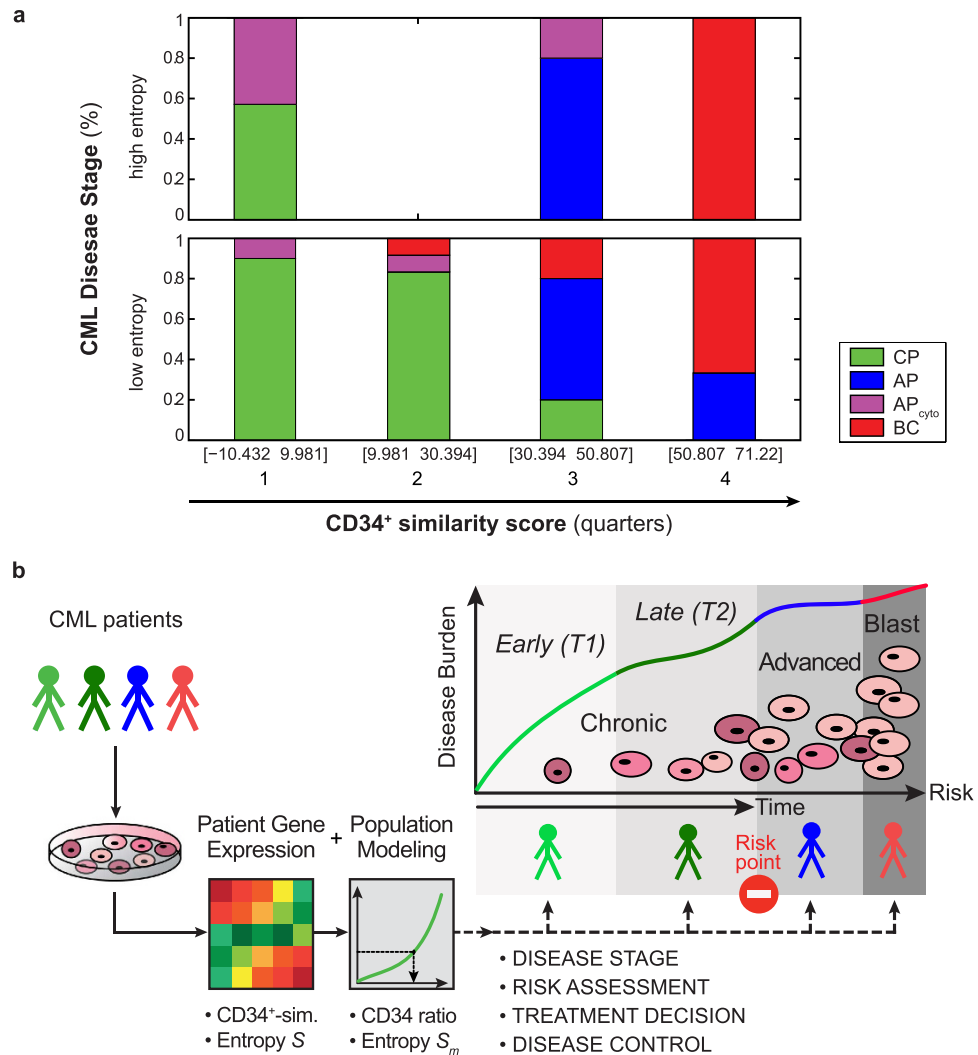 a
CML Disesae Stage (%)
high entropy
1
0.8
0.6
0.4
0.2
0
low entropy
1
0.8
0.6
0.4
0.2
0
[−10.432 9.981] [9.981 30.394] [30.394 50.807] [50.807 71.22]
1 2 3 4
CD34+ similarity score (quarters)
CP
AP
APcyto
BC
b
CML patients
Patient Gene
Expression
+
Population
Modeling
• CD34+-sim.
• Entropy S
• CD34 ratio
• Entropy Sm
Disease Burden
Early (T1)
Late (T2)
Blast
Advanced
Chronic
Risk
Time
Risk
point
• DISEASE STAGE
• RISK ASSESSMENT
• TREATMENT DECISION
• DISEASE CONTROL